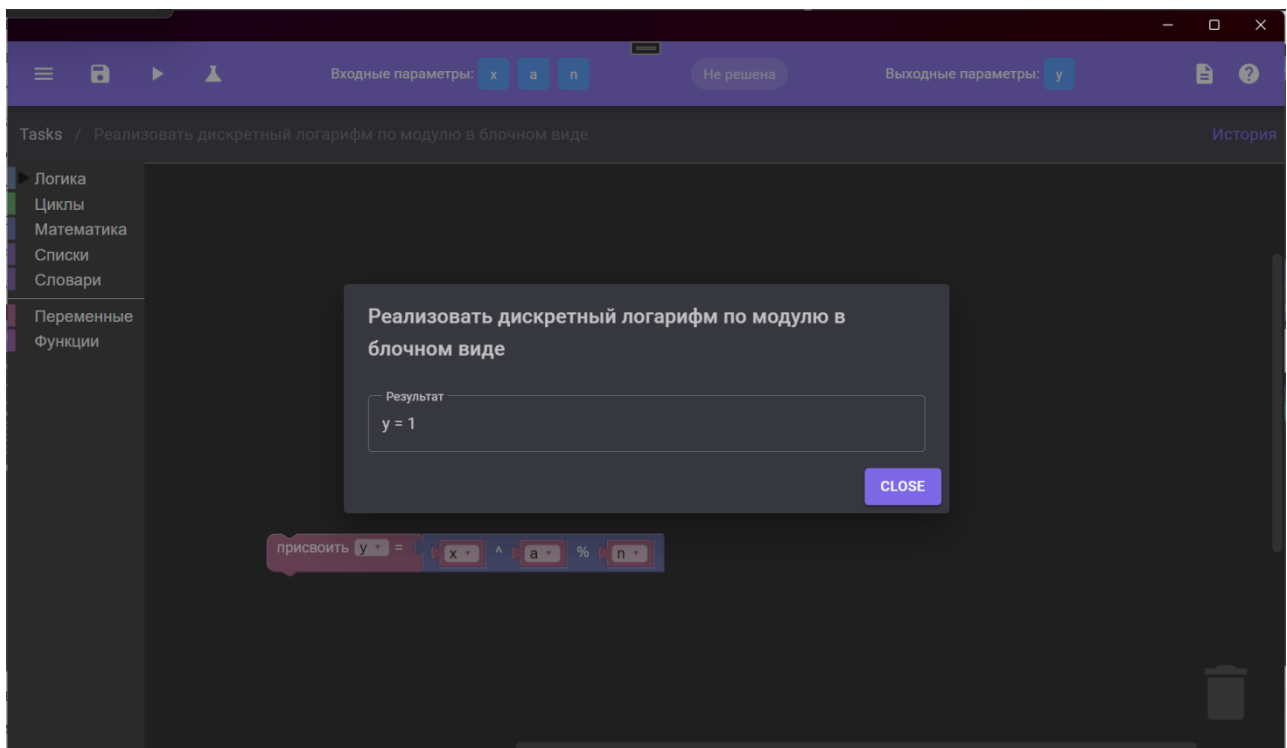 Входные параметры: x a n
Не решена
Выходные параметры: y
Tasks / Реализовать дискретный логарифм по модулю в блочном виде
История
Логика
Циклы
Математика
Списки
Словари
Переменные
Функции
Реализовать дискретный логарифм по модулю в
блочном виде
Результат
y = 1
CLOSE
присвоить y = x ^ a % n